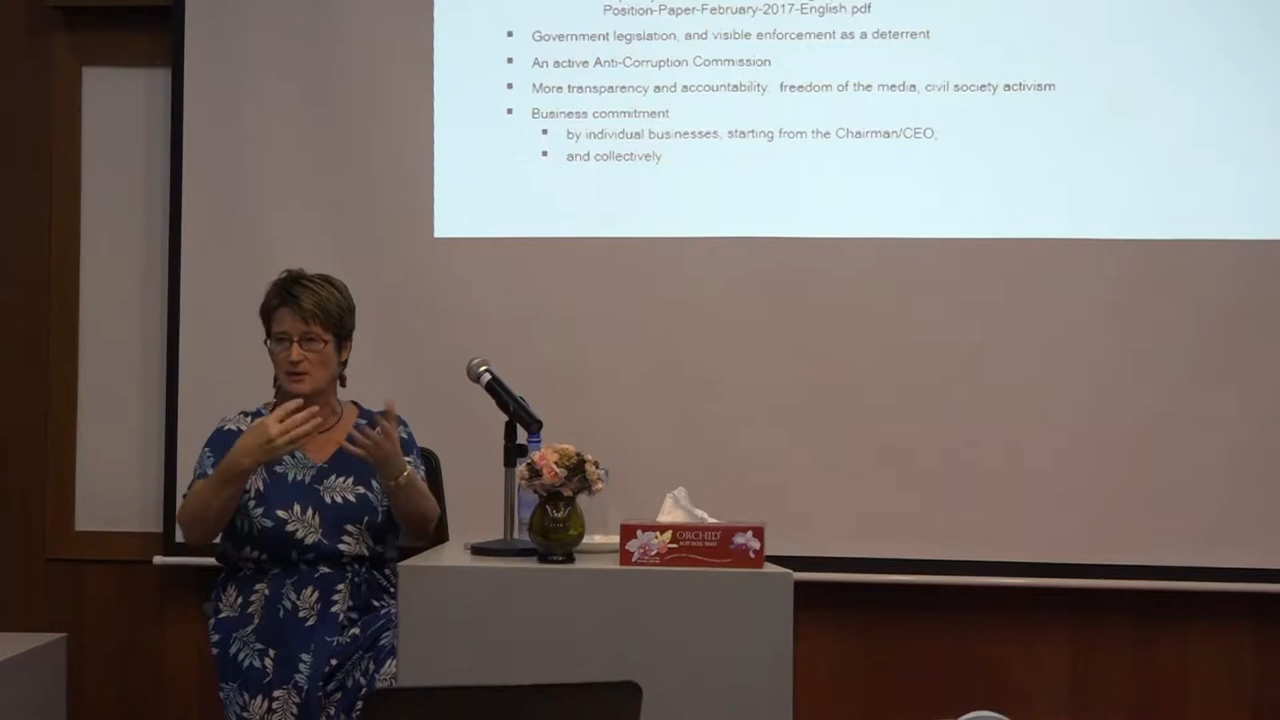 Position-Paper-February-2017-English.pdf
Government legislation, and visible enforcement as a deterrent
An active Anti-Corruption Commission
More transparency and accountability: freedom of the media, civil society activism
Business commitment
by individual businesses, starting from the Chairman/CEO,
and collectively
ORCHID